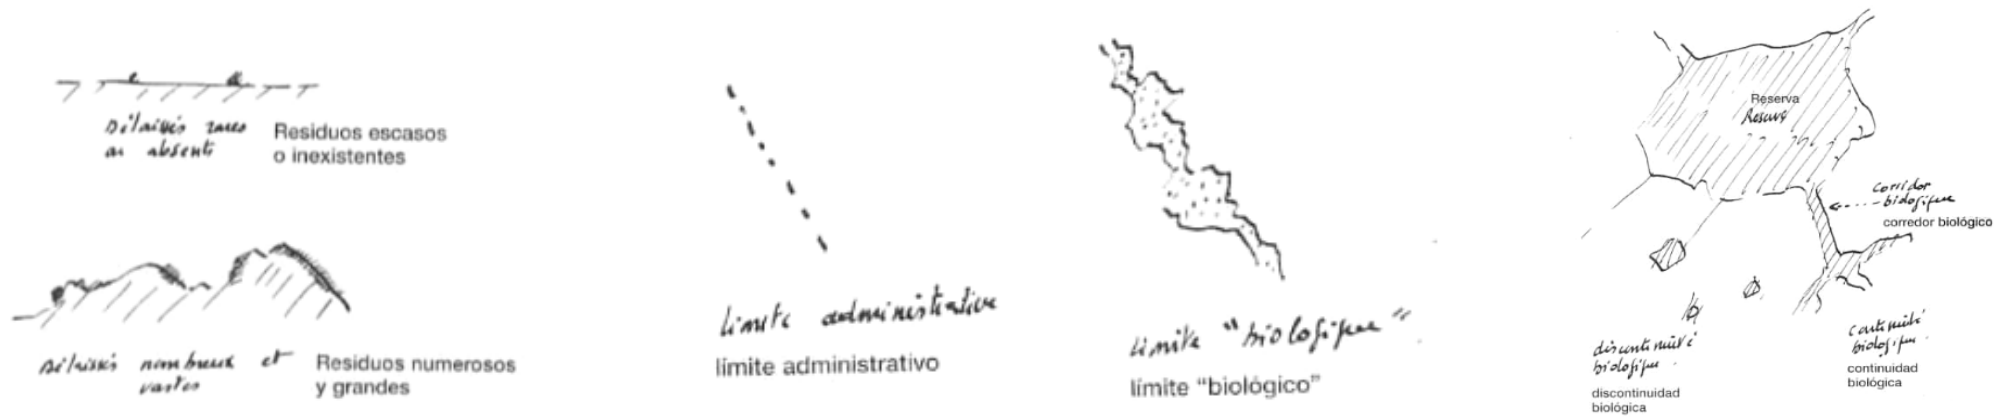 Délaissés rares
ou absents
Residuos escasos
o inexistentes
Délaissés nombreux et
vastes
Residuos numerosos
y grandes
limite administrative
límite administrativo
limite "biologique"
límite "biológico"
Reserva
Réserve
corridor
biologique
corredor biológico
discontinuité
biologique
discontinuidad
biológica
continuité
biologique
continuidad
biológica